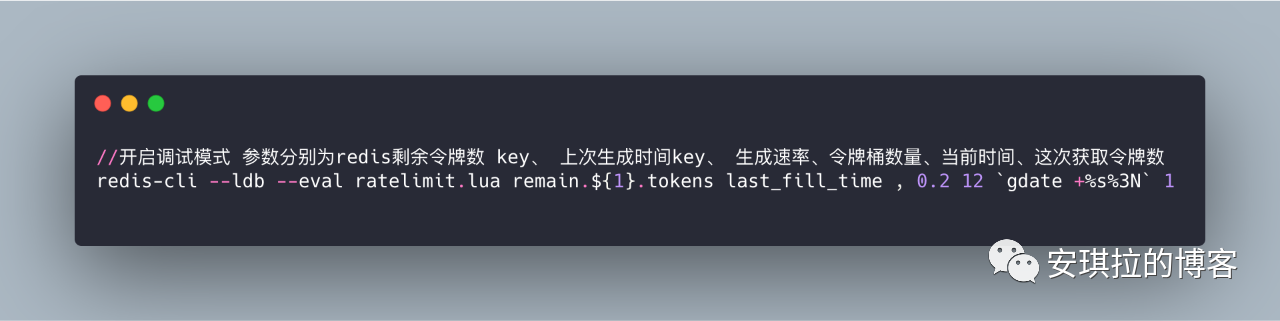 //开启调试模式 参数分别为redis剩余令牌数 key、 上次生成时间key、 生成速率、令牌桶数量、当前时间、这次获取令牌数
redis-cli --ldb --eval ratelimit.lua remain.${1}.tokens last_fill_time , 0.2 12 `gdate +%s%3N` 1
安琪拉的博客